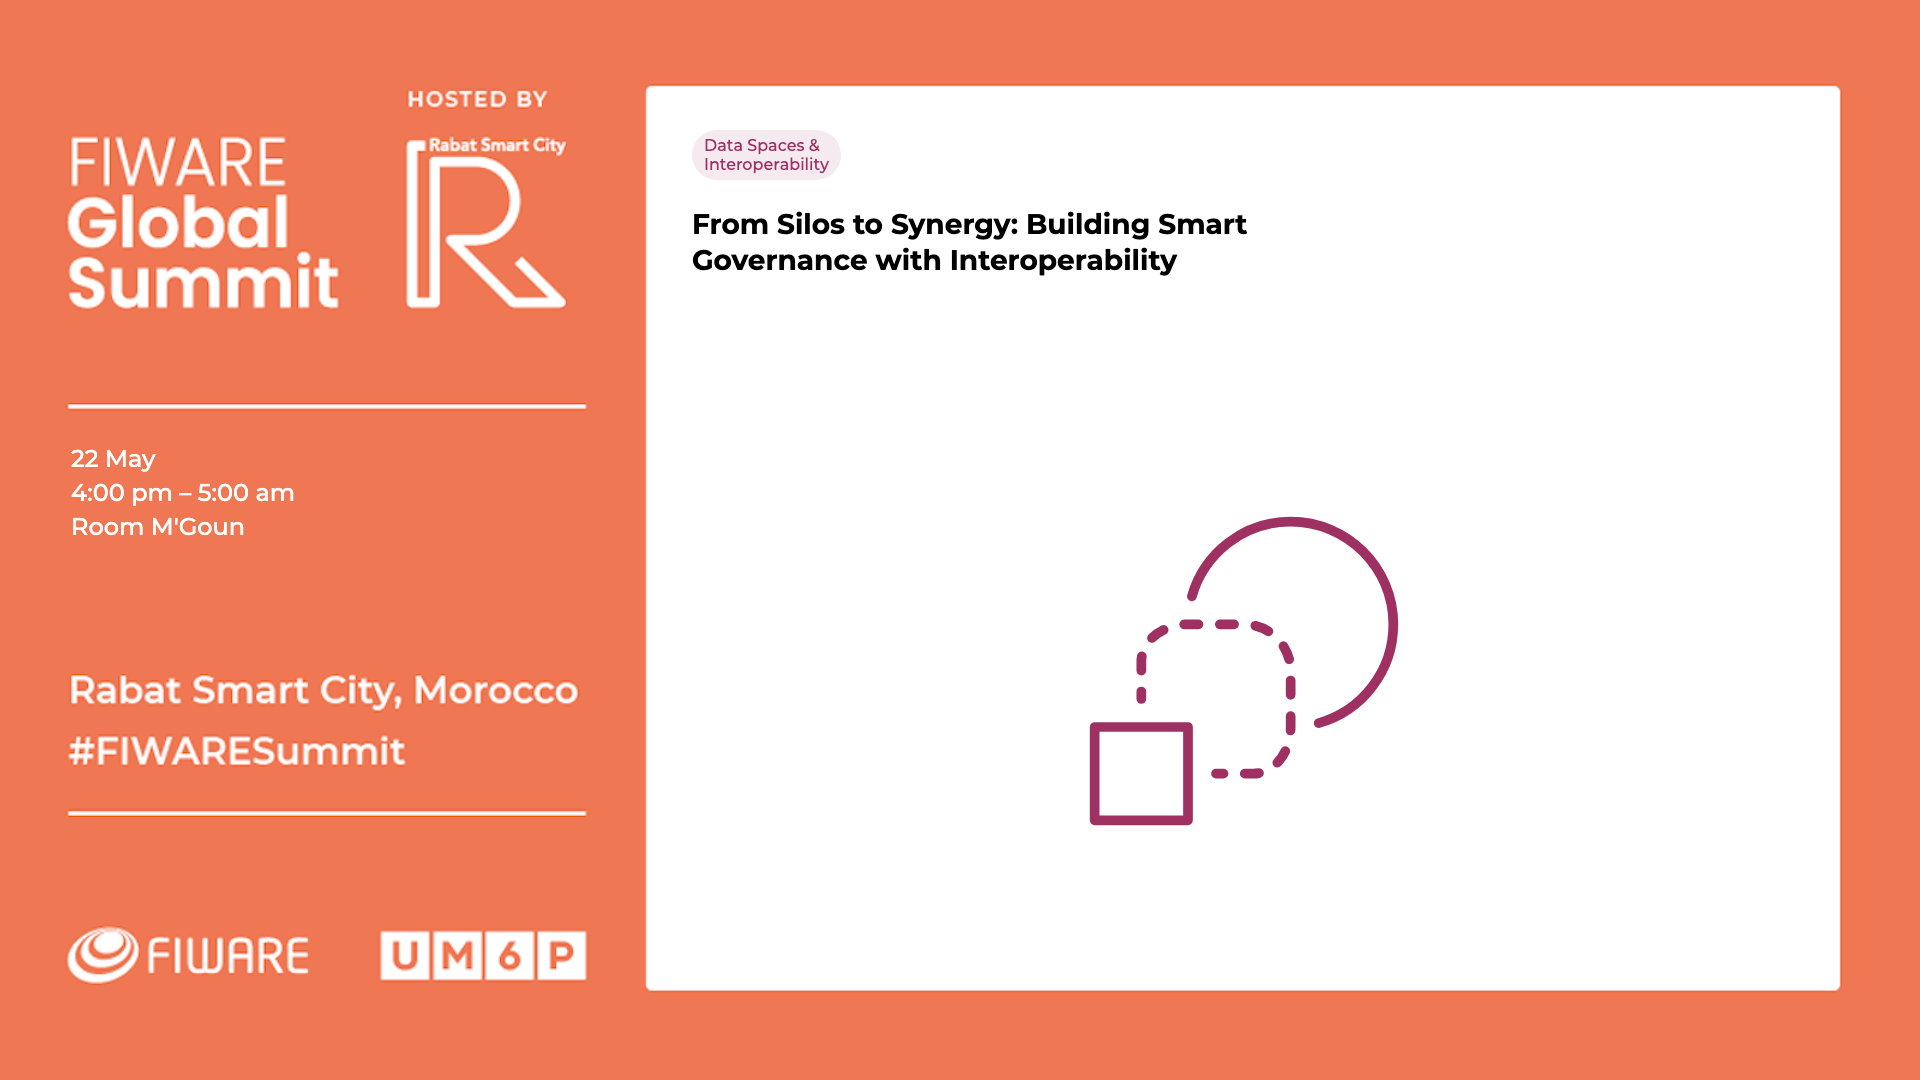 HOSTED BY
FIWARE
Global
Summit
Rabat Smart City
R
22 May
4:00 pm – 5:00 am
Room M'Goun
Rabat Smart City, Morocco
#FIWARESummit
FIWARE
UM6P
Data Spaces &
Interoperability
From Silos to Synergy: Building Smart
Governance with Interoperability